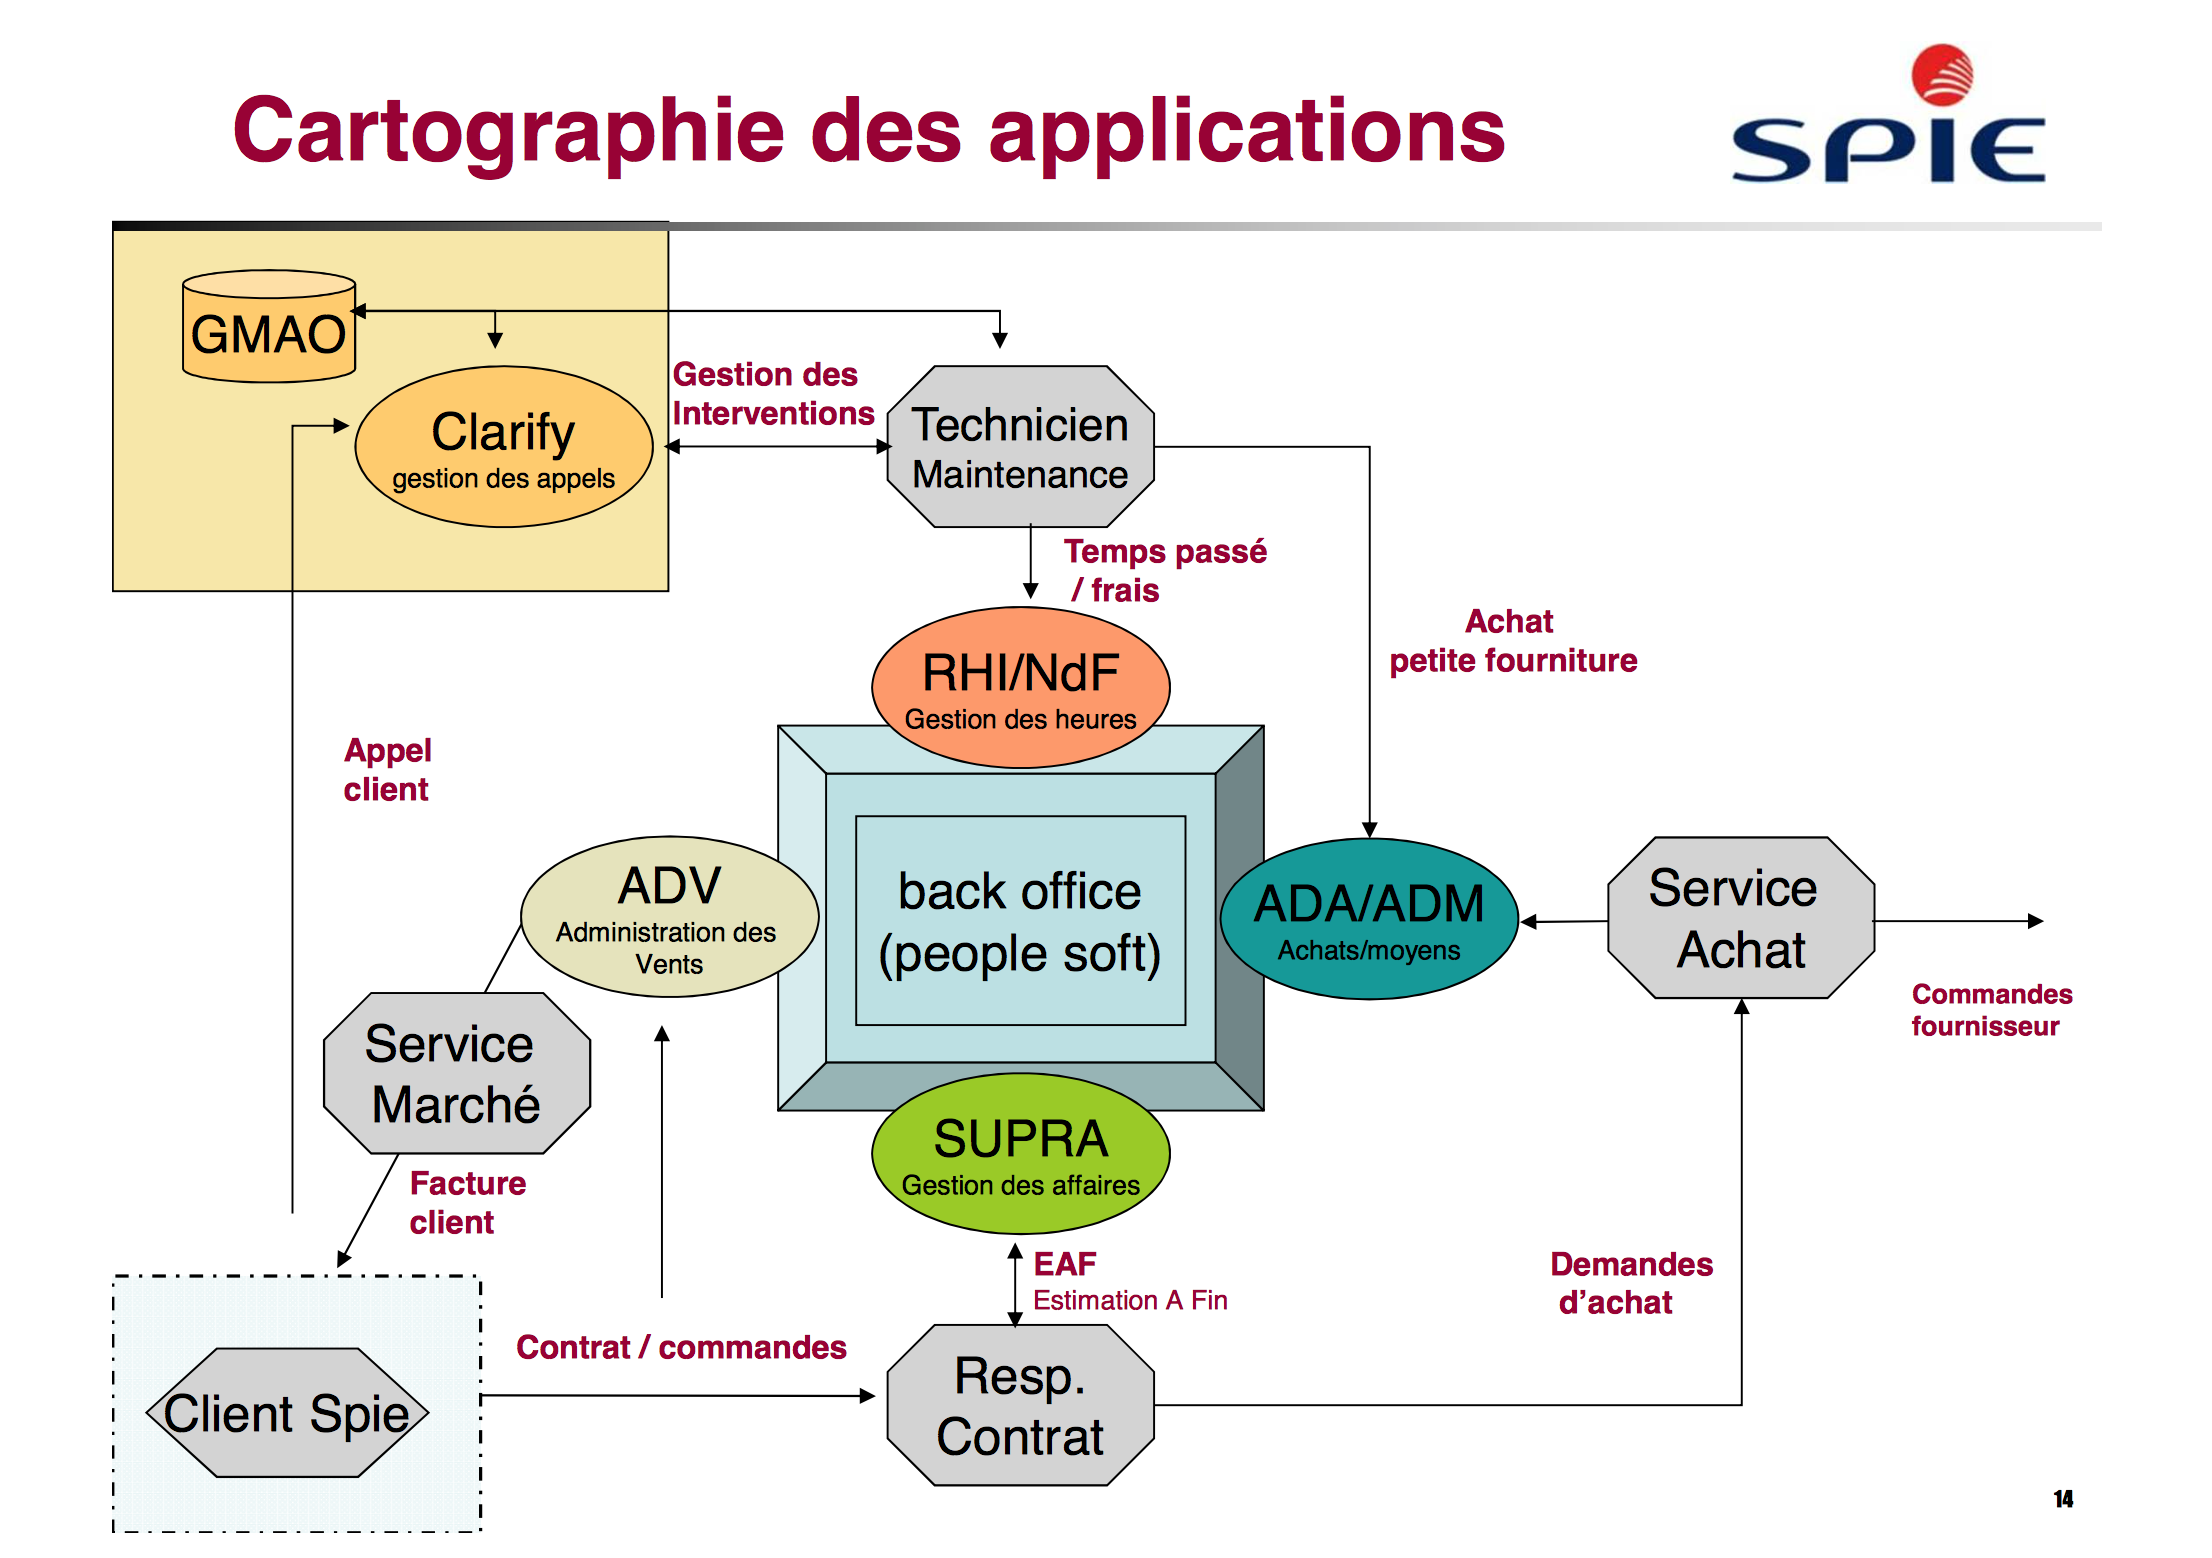 Cartographie des applications
SPIE
GMAO
Clarify
gestion des appels
Gestion des
Interventions
Technicien
Maintenance
Temps passé
/ frais
Achat
petite fourniture
RHI/NdF
Gestion des heures
Appel
client
ADV
Administration des
Vents
back office
(people soft)
ADA/ADM
Achats/moyens
Service
Achat
Commandes
fournisseur
Service
Marché
SUPRA
Gestion des affaires
Facture
client
EAF
Estimation A Fin
Demandes
d’achat
Contrat / commandes
Client Spie
Resp.
Contrat
14